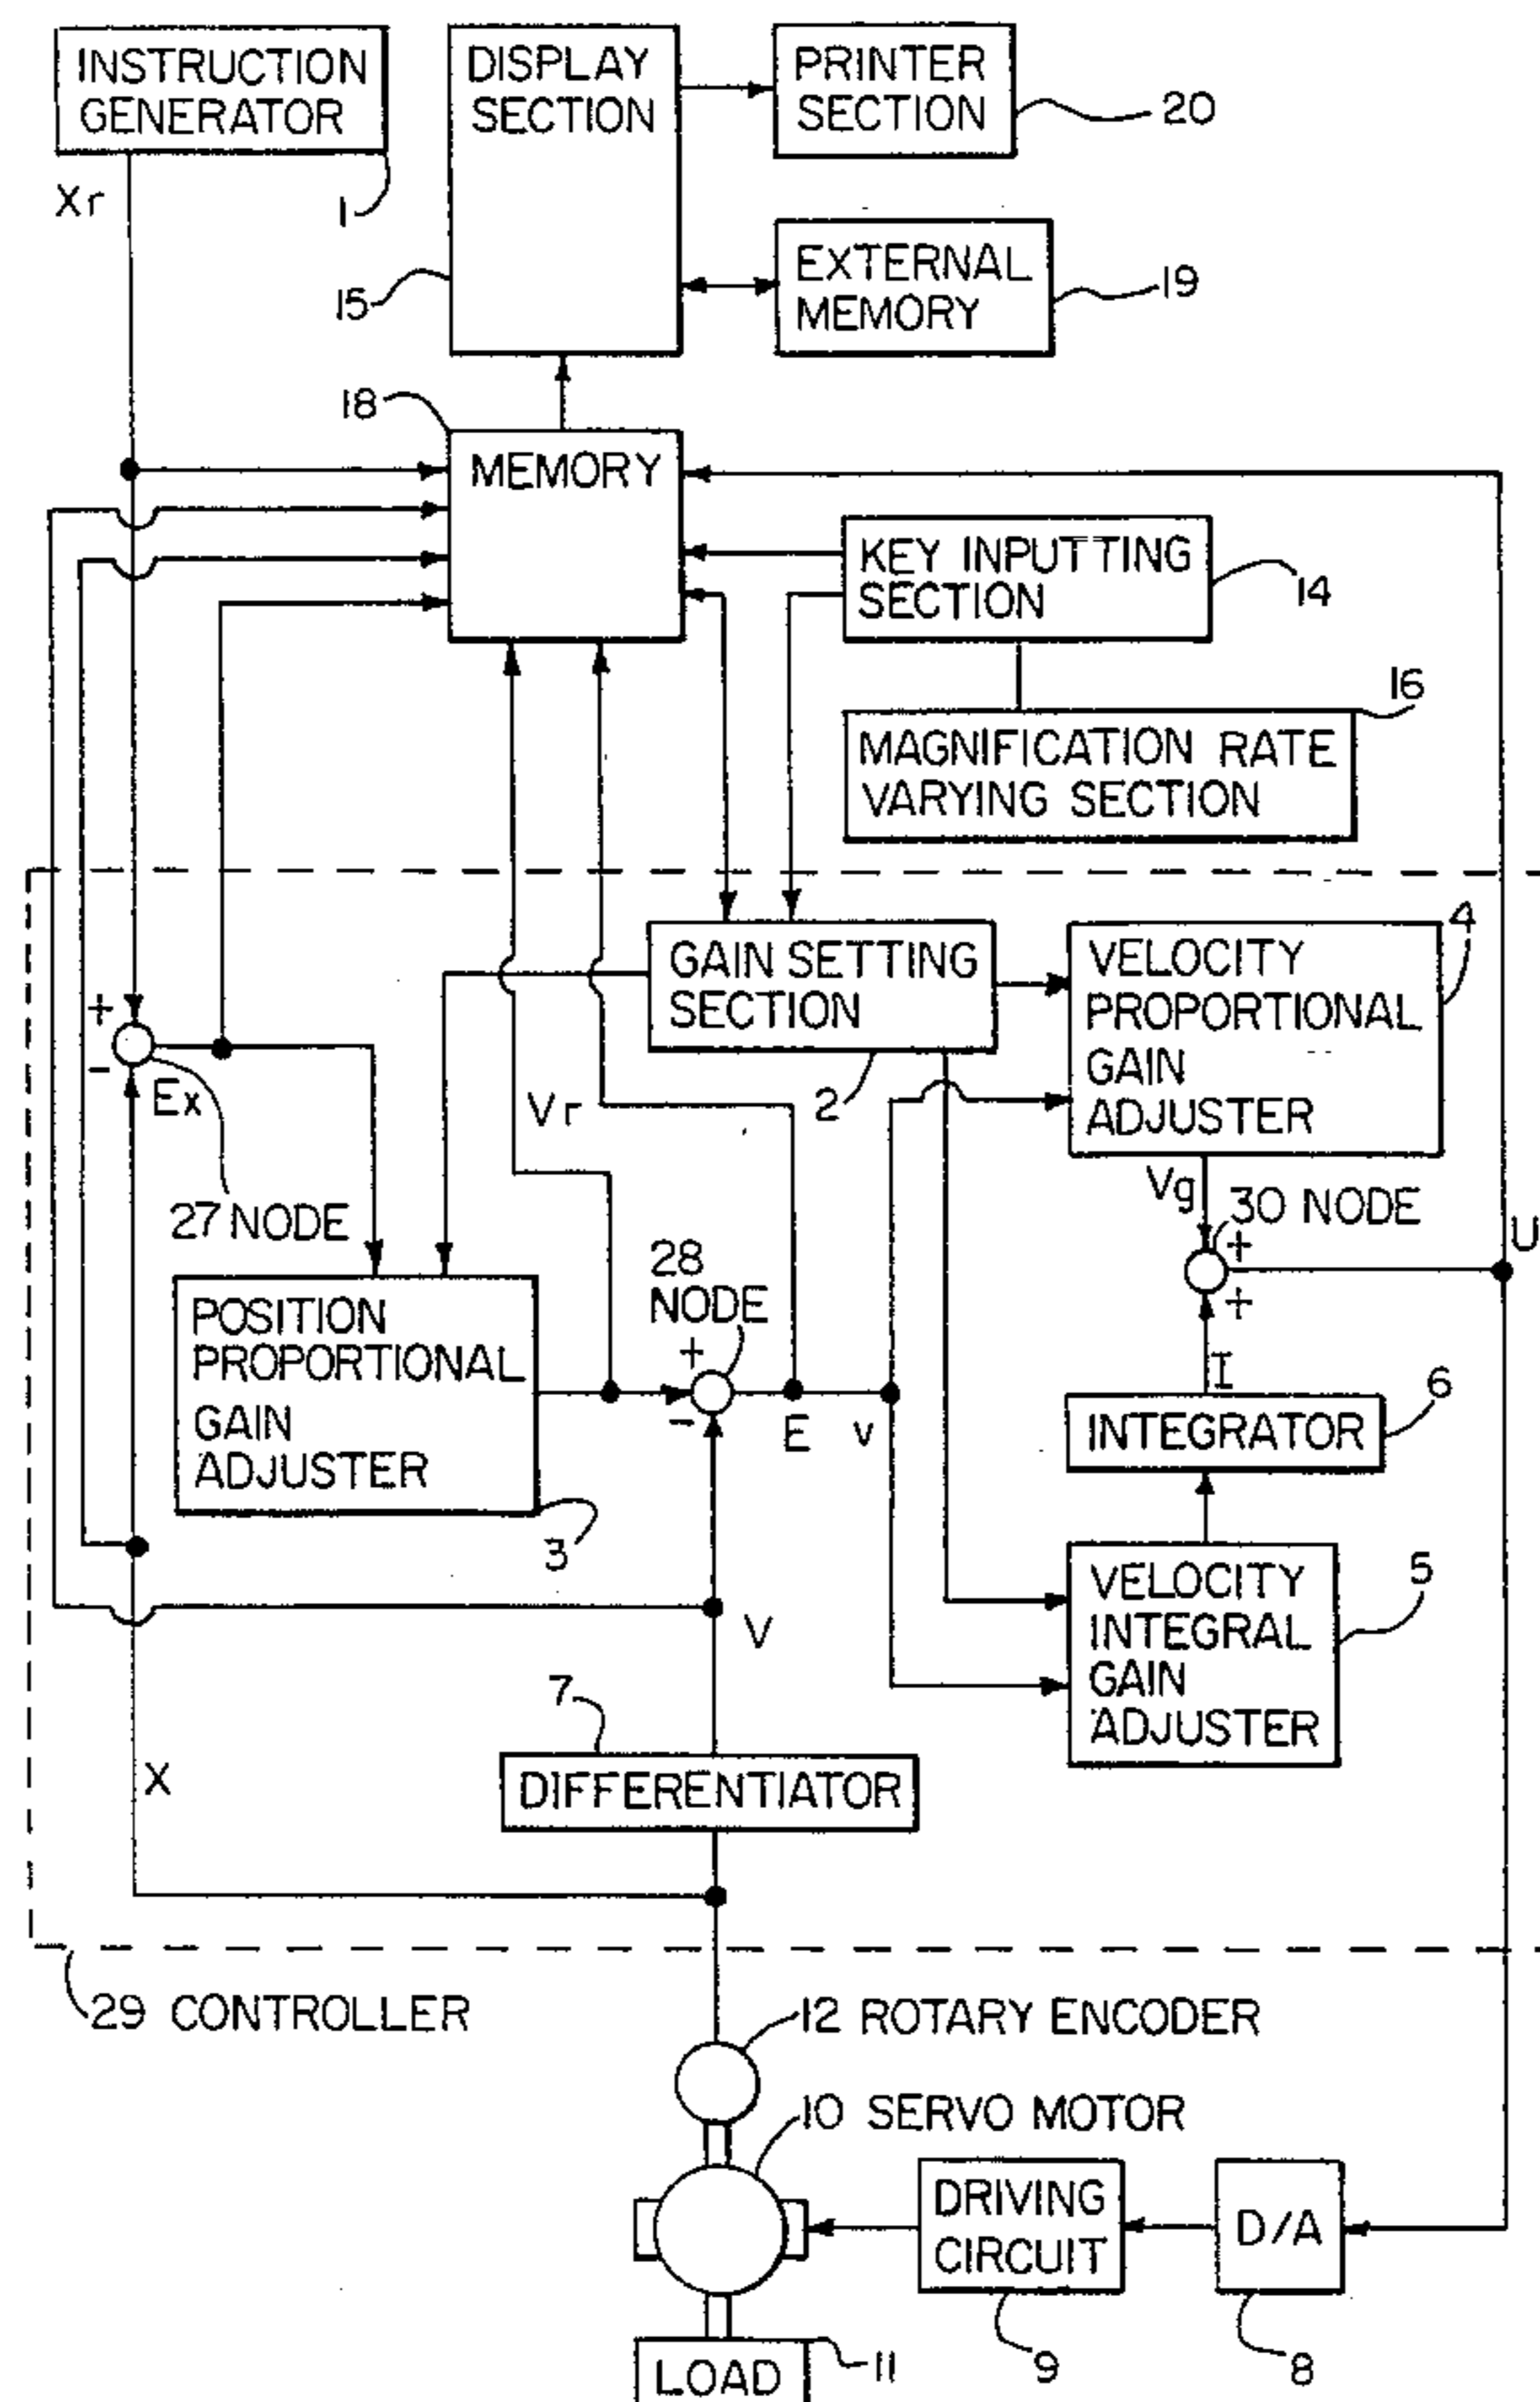 INSTRUCTION
GENERATOR
1
Xr
DISPLAY
SECTION
15
PRINTER
SECTION
20
EXTERNAL
MEMORY
19
18
MEMORY
KEY INPUTTING
SECTION
14
16
MAGNIFICATION RATE
VARYING SECTION
GAIN SETTING
SECTION
2
4
VELOCITY
PROPORTIONAL
GAIN
ADJUSTER
+
-
Ex
27 NODE
Vr
Vg
30 NODE
+
+
U
28
NODE
+
-
E v
POSITION
PROPORTIONAL
GAIN
ADJUSTER
3
I
6
INTEGRATOR
5
VELOCITY
INTEGRAL
GAIN
ADJUSTER
V
7
DIFFERENTIATOR
X
29 CONTROLLER
12 ROTARY ENCODER
10 SERVO MOTOR
DRIVING
CIRCUIT
9
D/A
8
LOAD
11